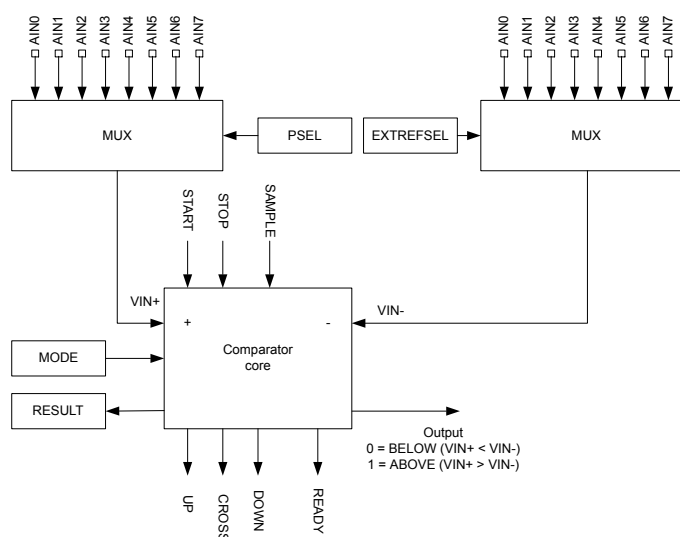 AIN0
AIN1
AIN2
AIN3
AIN4
AIN5
AIN6
AIN7
AIN0
AIN1
AIN2
AIN3
AIN4
AIN5
AIN6
AIN7
MUX
PSEL
EXTREFSEL
MUX
START
STOP
SAMPLE
VIN+
VIN-
+
-
Comparator
core
MODE
RESULT
Output
0 = BELOW (VIN+ < VIN-)
1 = ABOVE (VIN+ > VIN-)
UP
CROSS
DOWN
READY